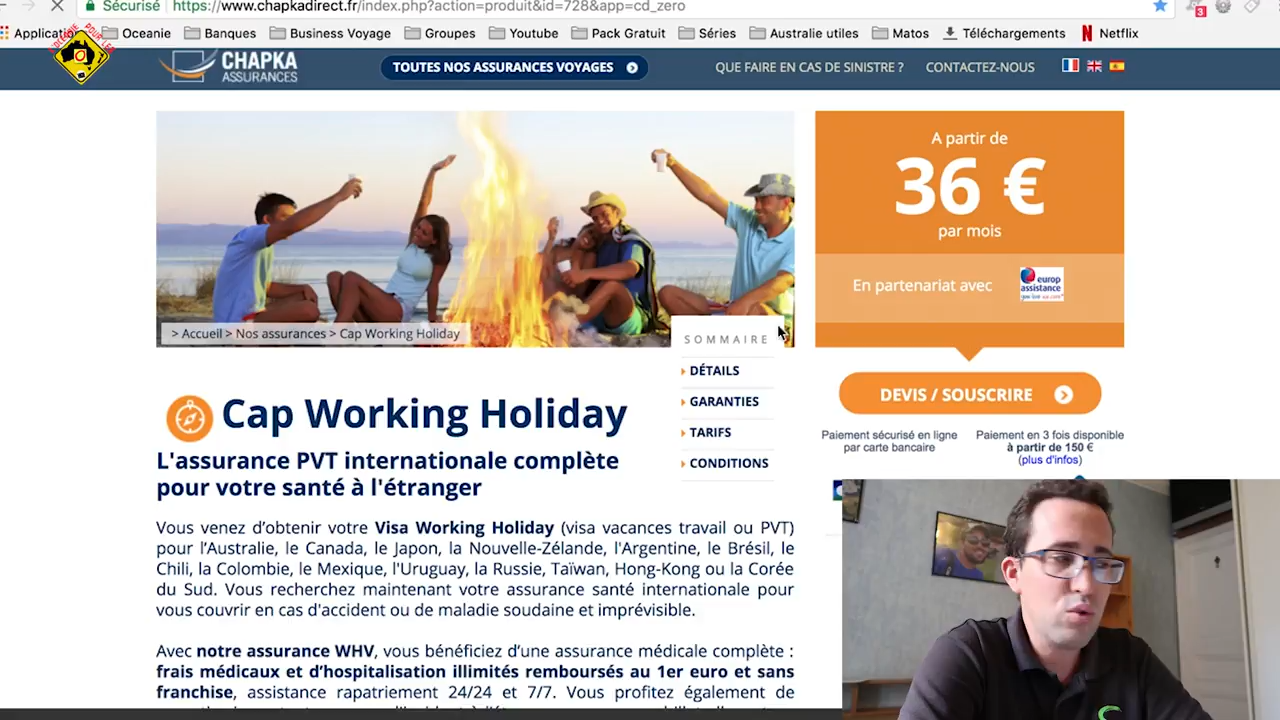 Sécurisé https://www.chapkadirect.fr/index.php?action=produit&id=728&app=cd_zero
3
Applications Oceanie Banques Business Voyage Groupes Youtube Pack Gratuit Séries Australie utiles Matos Téléchargements Netflix
CHAPKA
ASSURANCES
TOUTES NOS ASSURANCES VOYAGES
QUE FAIRE EN CAS DE SINISTRE ?
CONTACTEZ-NOUS
A partir de
36 €
par mois
En partenariat avec
europ
assistance
> Accueil > Nos assurances > Cap Working Holiday
SOMMAIRE
DÉTAILS
GARANTIES
TARIFS
CONDITIONS
DEVIS / SOUSCRIRE
Paiement sécurisé en ligne
par carte bancaire
Paiement en 3 fois disponible
à partir de 150 €
(plus d'infos)
Cap Working Holiday
L'assurance PVT internationale complète
pour votre santé à l'étranger
Vous venez d’obtenir votre Visa Working Holiday (visa vacances travail ou PVT)
pour l’Australie, le Canada, le Japon, la Nouvelle-Zélande, l'Argentine, le Brésil, le
Chili, la Colombie, le Mexique, l'Uruguay, la Russie, Taïwan, Hong-Kong ou la Corée
du Sud. Vous recherchez maintenant votre assurance santé internationale pour
vous couvrir en cas d'accident ou de maladie soudaine et imprévisible.
Avec notre assurance WHV, vous bénéficiez d’une assurance médicale complète :
frais médicaux et d’hospitalisation illimités remboursés au 1er euro et sans
franchise, assistance rapatriement 24/24 et 7/7. Vous profitez également de